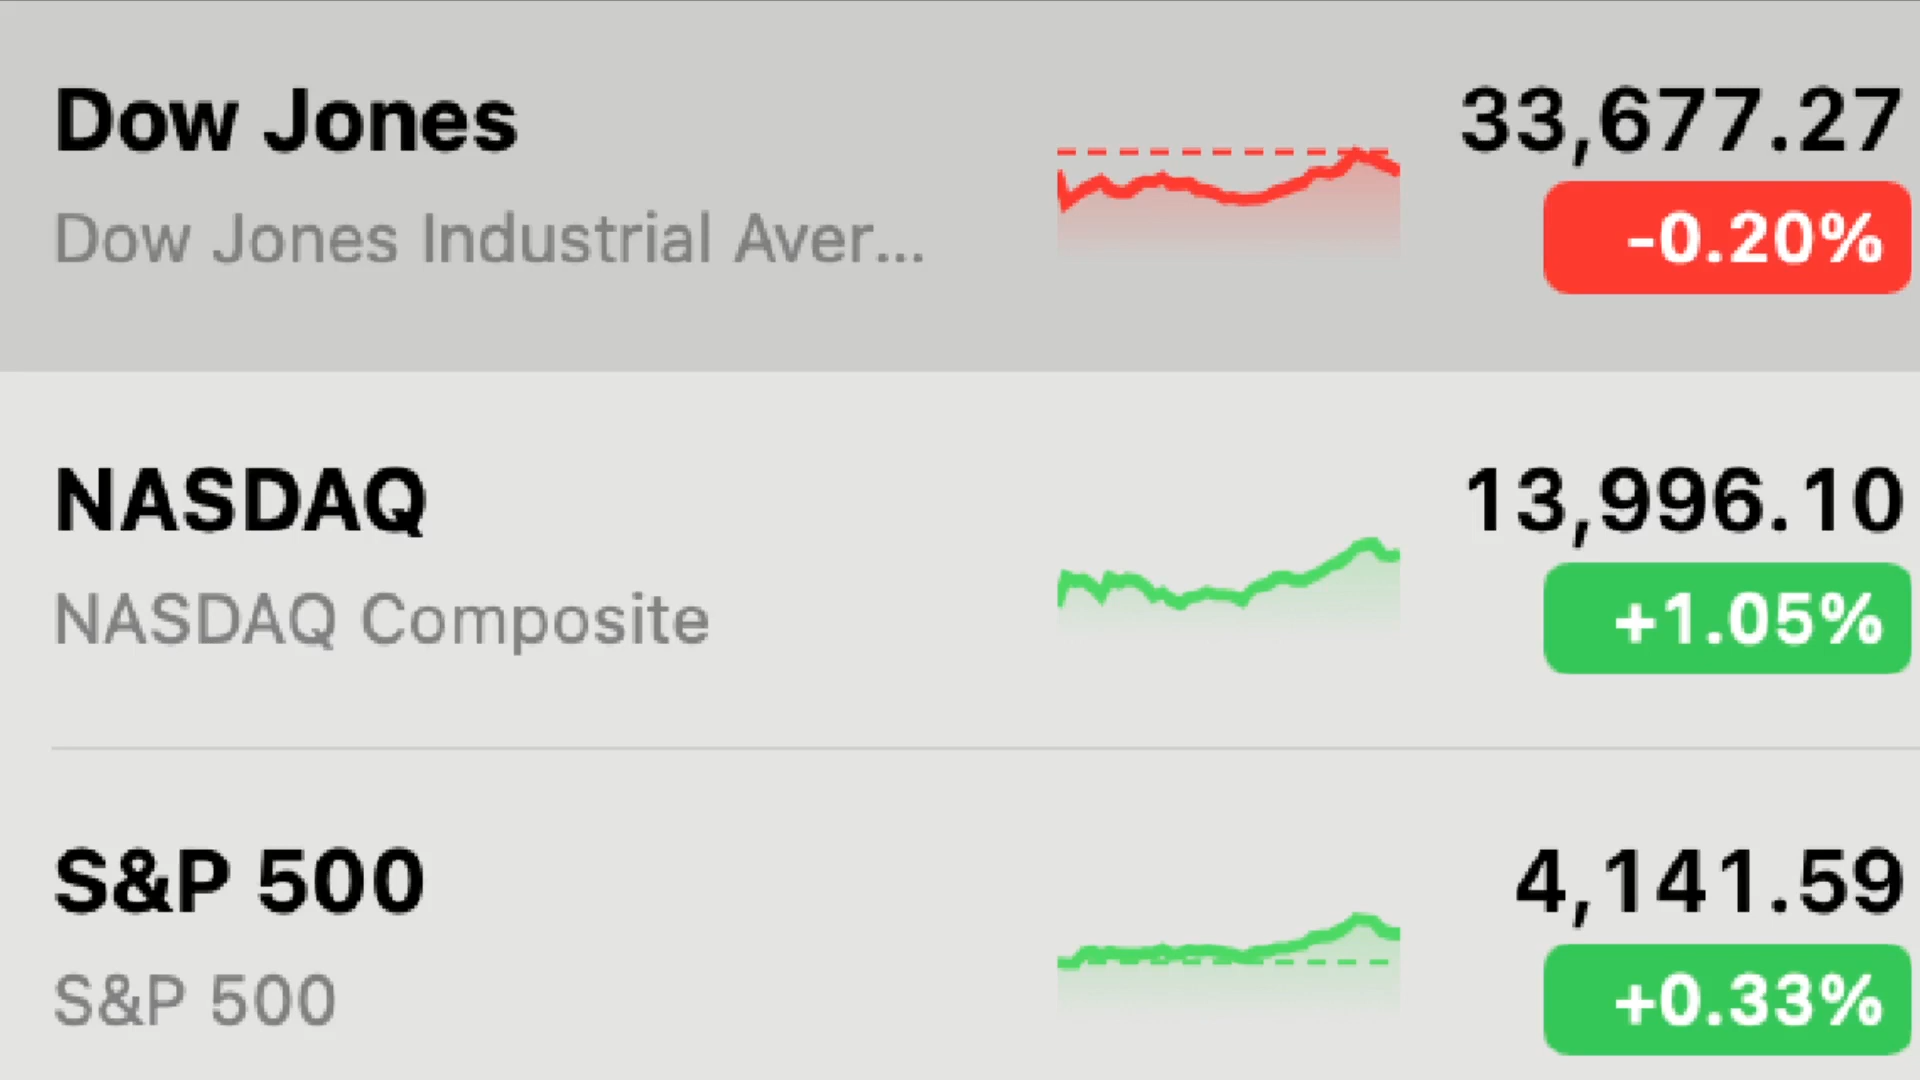 Dow Jones
33,677.27
Dow Jones Industrial Aver...
-0.20%
NASDAQ
13,996.10
NASDAQ Composite
+1.05%
S&P 500
4,141.59
S&P 500
+0.33%